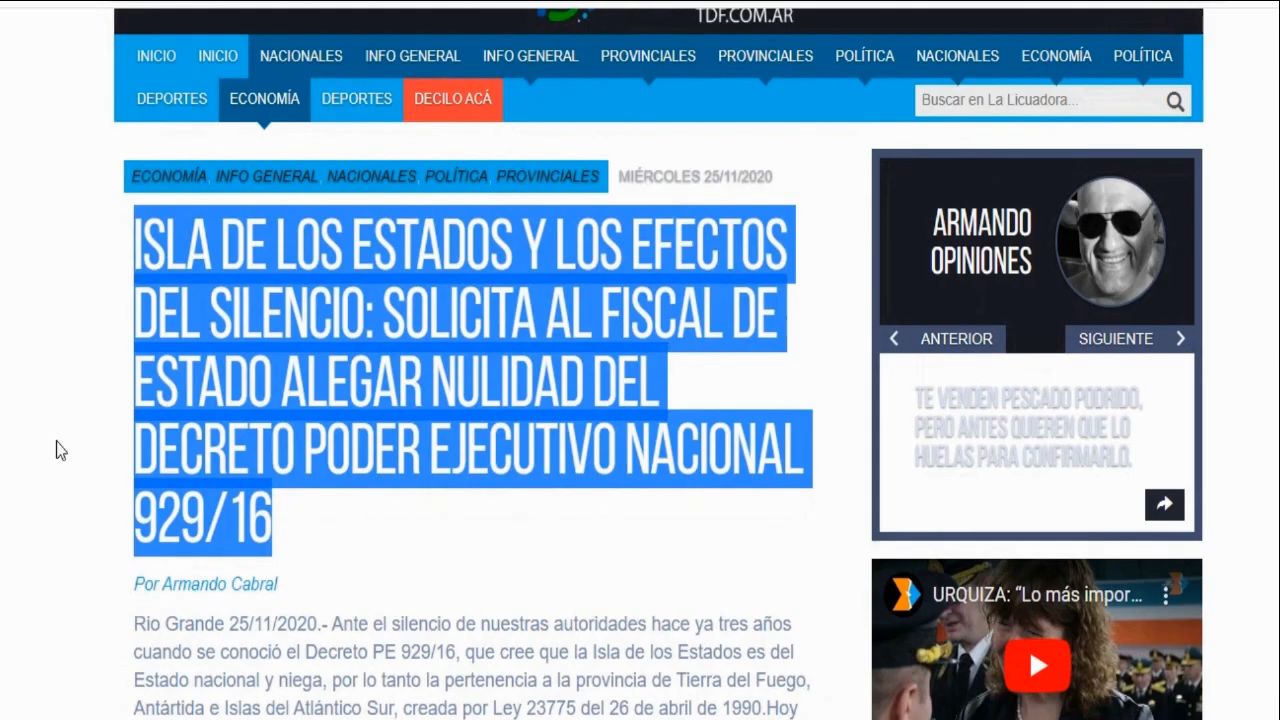 TDF.COM.AR
INICIO INICIO NACIONALES INFO GENERAL INFO GENERAL PROVINCIALES PROVINCIALES POLÍTICA NACIONALES ECONOMÍA POLÍTICA
DEPORTES ECONOMÍA DEPORTES DECILO ACÁ
Buscar en La Licuadora...
ECONOMÍA INFO GENERAL NACIONALES POLÍTICA PROVINCIALES MIÉRCOLES 25/11/2020
ISLA DE LOS ESTADOS Y LOS EFECTOS
DEL SILENCIO: SOLICITA AL FISCAL DE
ESTADO ALEGAR NULIDAD DEL
DECRETO PODER EJECUTIVO NACIONAL
929/16
Por Armando Cabral
Rio Grande 25/11/2020.- Ante el silencio de nuestras autoridades hace ya tres años
cuando se conoció el Decreto PE 929/16, que cree que la Isla de los Estados es del
Estado nacional y niega, por lo tanto la pertenencia a la provincia de Tierra del Fuego,
Antártida e Islas del Atlántico Sur, creada por Ley 23775 del 26 de abril de 1990.Hoy
ARMANDO
OPINIONES
ANTERIOR SIGUIENTE
TE VENDEN PESCADO PODRIDO,
PERO ANTES QUIEREN QUE LO
HUELAS PARA CONFIRMARLO.
URQUIZA: “Lo más impor...